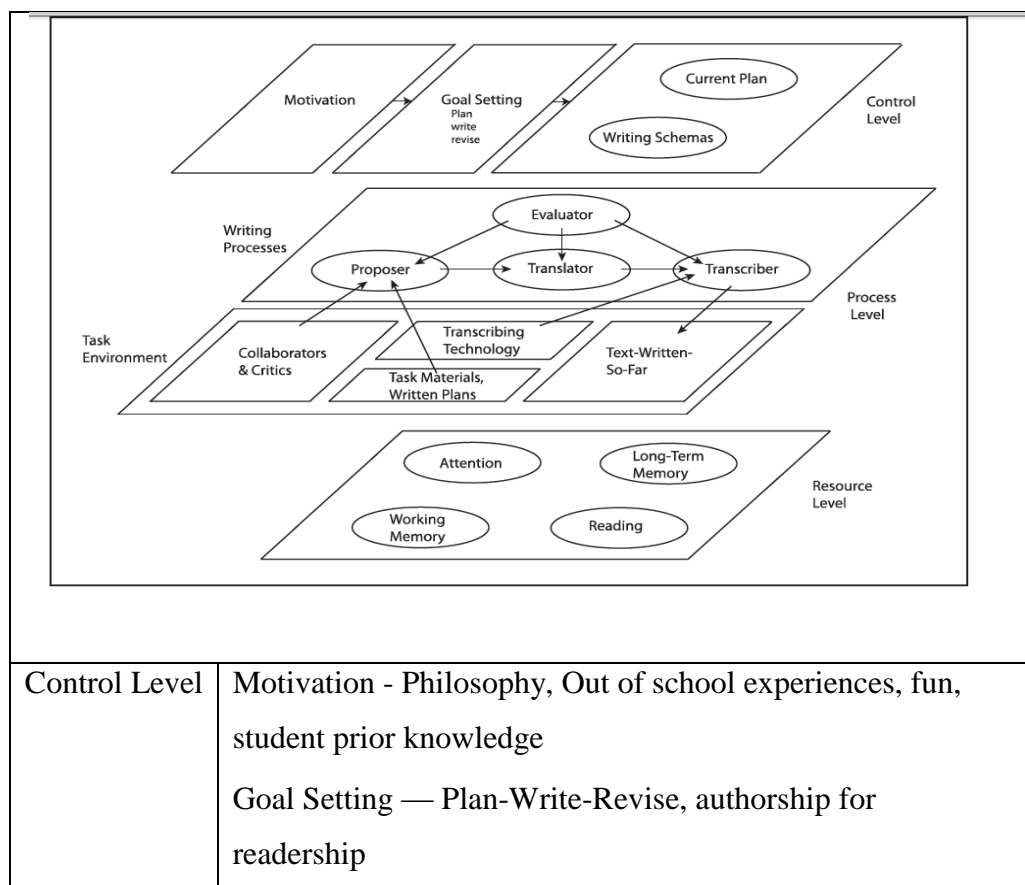 Motivation
Goal Setting
Plan
write
revise
Current Plan
Writing Schemas
Control
Level
Writing
Processes
Evaluator
Proposer
Translator
Transcriber
Process
Level
Task
Environment
Collaborators
& Critics
Transcribing
Technology
Task Materials,
Written Plans
Text-Written-
So-Far
Attention
Long-Term
Memory
Working
Memory
Reading
Resource
Level
Control Level
Motivation - Philosophy, Out of school experiences, fun,
student prior knowledge
Goal Setting — Plan-Write-Revise, authorship for
readership